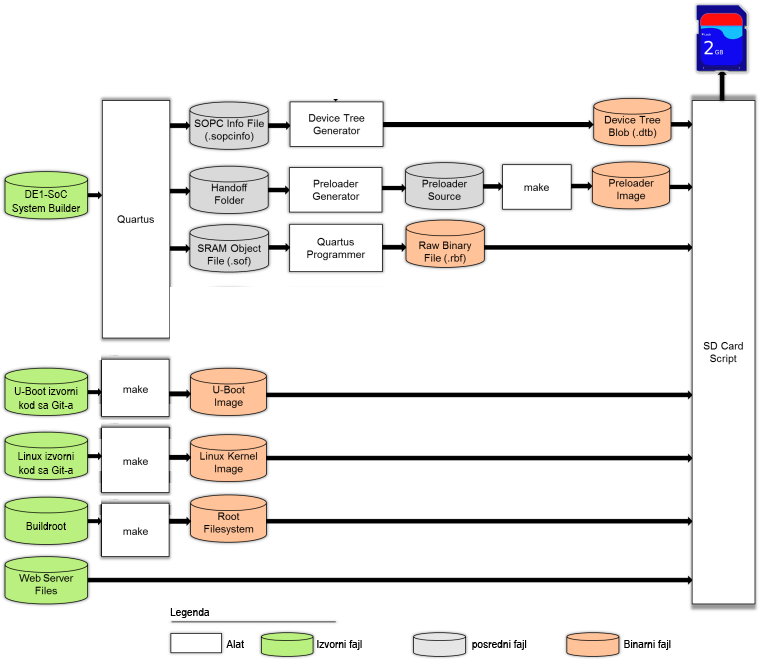 2 GB
SOPC Info File
(.sopcinfo)
Device Tree
Generator
Device Tree
Blob (.dtb)
DE1-SoC
System Builder
Quartus
Handoff
Folder
Preloader
Generator
Preloader
Source
make
Preloader
Image
SRAM Object
File (.sof)
Quartus
Programmer
Raw Binary
File (.rbf)
SD Card
Script
U-Boot izvorni
kod sa Git-a
make
U-Boot
Image
Linux izvorni
kod sa Git-a
make
Linux Kernel
Image
Buildroot
make
Root
Filesystem
Web Server
Files
Legenda
Alat
Izvorni fajl
posredni fajl
Binarni fajl